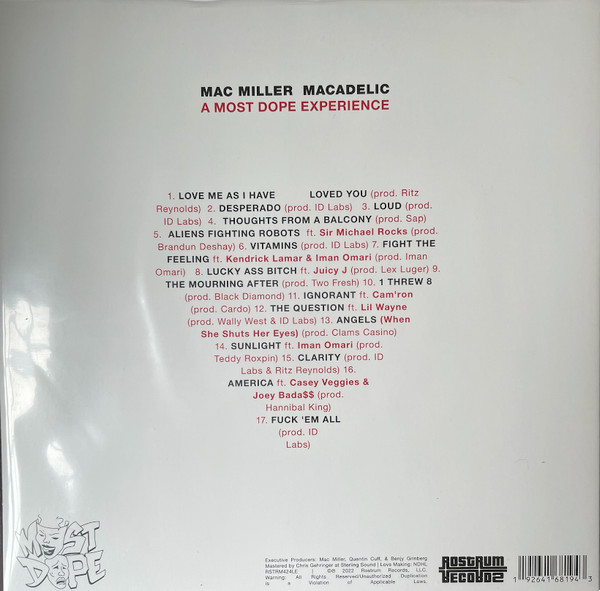 MAC MILLER MACADELIC
A MOST DOPE EXPERIENCE
1. LOVE ME AS I HAVE LOVED YOU (prod. Ritz
Reynolds) 2. DESPERADO (prod. ID Labs) 3. LOUD (prod.
ID Labs) 4. THOUGHTS FROM A BALCONY (prod. Sap)
5. ALIENS FIGHTING ROBOTS ft. Sir Michael Rocks (prod.
Brandun Deshay) 6. VITAMINS (prod. ID Labs) 7. FIGHT THE
FEELING ft. Kendrick Lamar & Iman Omari (prod. Iman
Omari) 8. LUCKY ASS BITCH ft. Juicy J (prod. Lex Luger) 9.
THE MOURNING AFTER (prod. Two Fresh) 10. 1 THREW 8
(prod. Black Diamond) 11. IGNORANT ft. Cam'ron
(prod. Cardo) 12. THE QUESTION ft. Lil Wayne
(prod. Wally West & ID Labs) 13. ANGELS (When
She Shuts Her Eyes) (prod. Clams Casino)
14. SUNLIGHT ft. Iman Omari (prod.
Teddy Roxpin) 15. CLARITY (prod. ID
Labs & Ritz Reynolds) 16.
AMERICA ft. Casey Veggies &
Joey Bada$$ (prod.
Hannibal King)
17. FUCK 'EM ALL
(prod. ID
Labs)
MOST
DOPE
Executive Producers: Mac Miller, Quentin Cuff, & Benjy Grinberg
Mastered by Chris Gehringer at Sterling Sound | Love Making: NDHL
RSTRM424LE | ℗© 2022 Rostrum Records, LLC.
Warning: All Rights Reserved/Unauthorized Duplication
is a Violation of Applicable Laws.
ROSTRUM
RECORDS
1 92641 68194 3